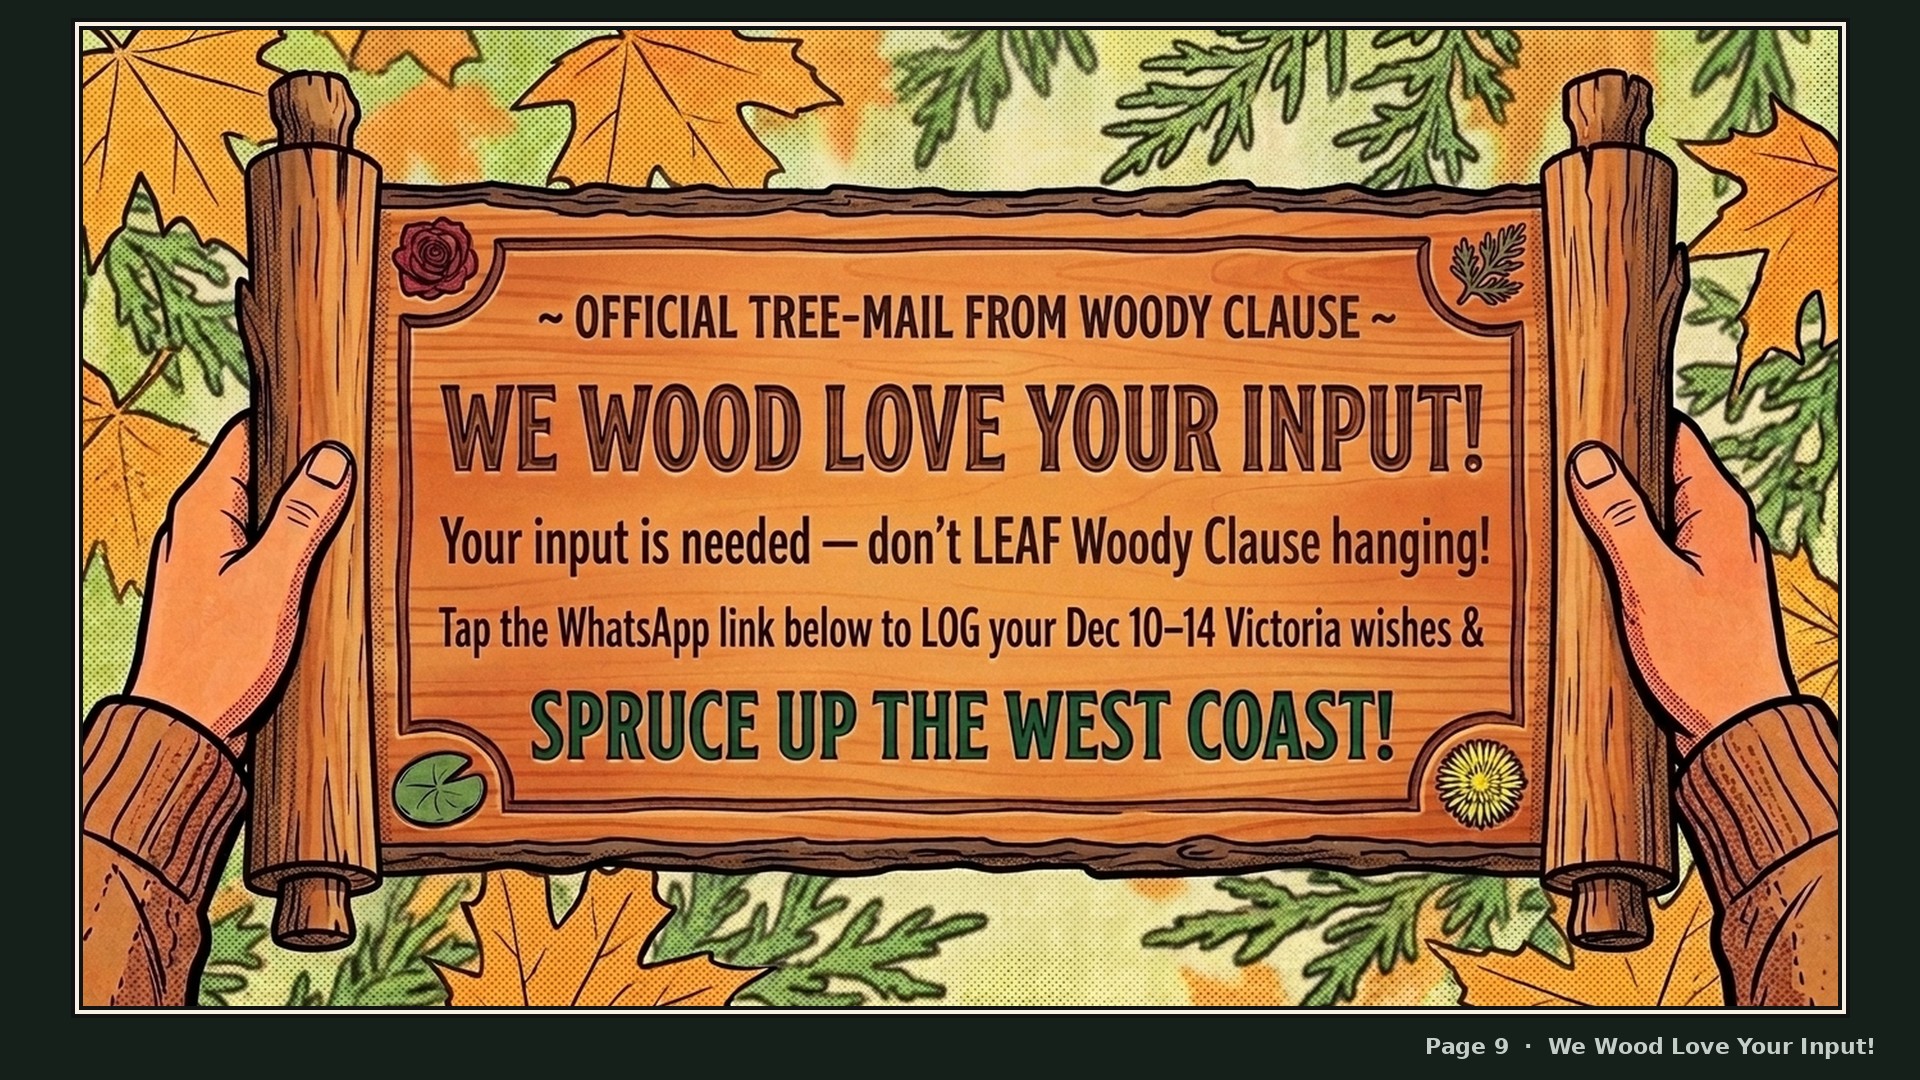 ~ OFFICIAL TREE-MAIL FROM WOODY CLAUSE ~
WE WOOD LOVE YOUR INPUT!
Your input is needed — don’t LEAF Woody Clause hanging!
Tap the WhatsApp link below to LOG your Dec 10–14 Victoria wishes &
SPRUCE UP THE WEST COAST!
Page 9 · We Wood Love Your Input!